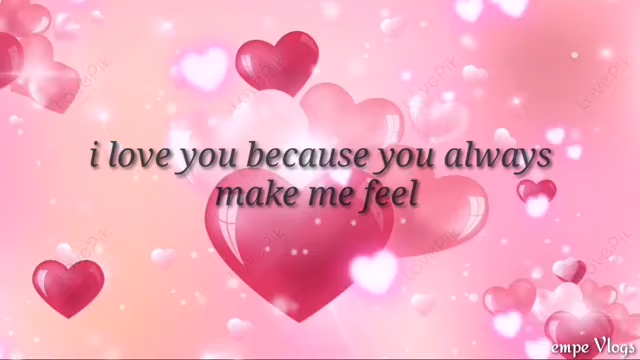 i love you because you always
make me feel
empe Vlogs